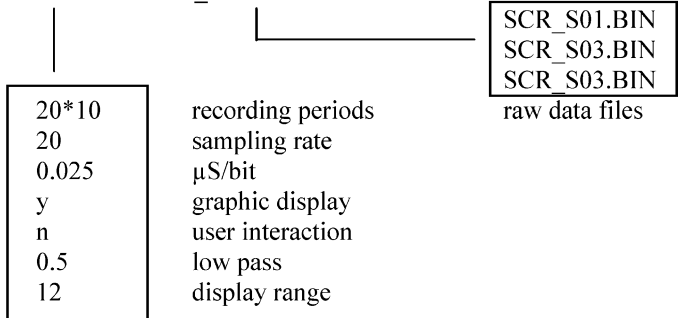 SCR_S01.BIN
SCR_S03.BIN
SCR_S03.BIN
20*10 recording periods raw data files
20 sampling rate
0.025 µS/bit
y graphic display
n user interaction
0.5 low pass
12 display range